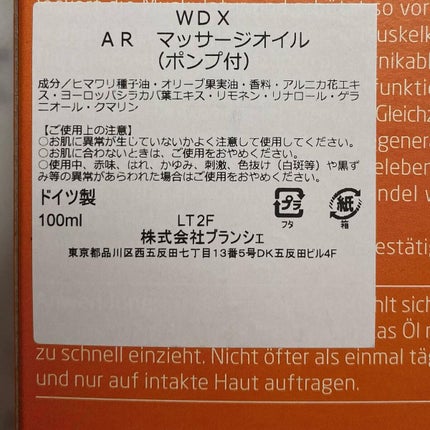 WDX
AR マッサージオイル
(ポンプ付)
成分／ヒマワリ種子油・オリーブ果実油・香料・アルニカ花エキ
ス・ヨーロッパシラカバ葉エキス・リモネン・リナロール・ゲラ
ニオール・クマリン
【ご使用上の注意】
○お肌に異常が生じていないかよく注意して使用してください。
○お肌に合わないときは、ご使用をおやめください。
○使用中、赤味、はれ、かゆみ、刺激、色抜け（白斑等）や黒ず
み等の異常があらわれた場合はご使用をおやめください。
ドイツ製
100ml
LT2F
プラ
フタ
紙
箱
株式会社ブランシェ
東京都品川区西五反田七丁目13番5号DK五反田ビル4F
zu schnell einzieht. Nicht öfter als einmal täg
und nur auf intakte Haut auftragen.